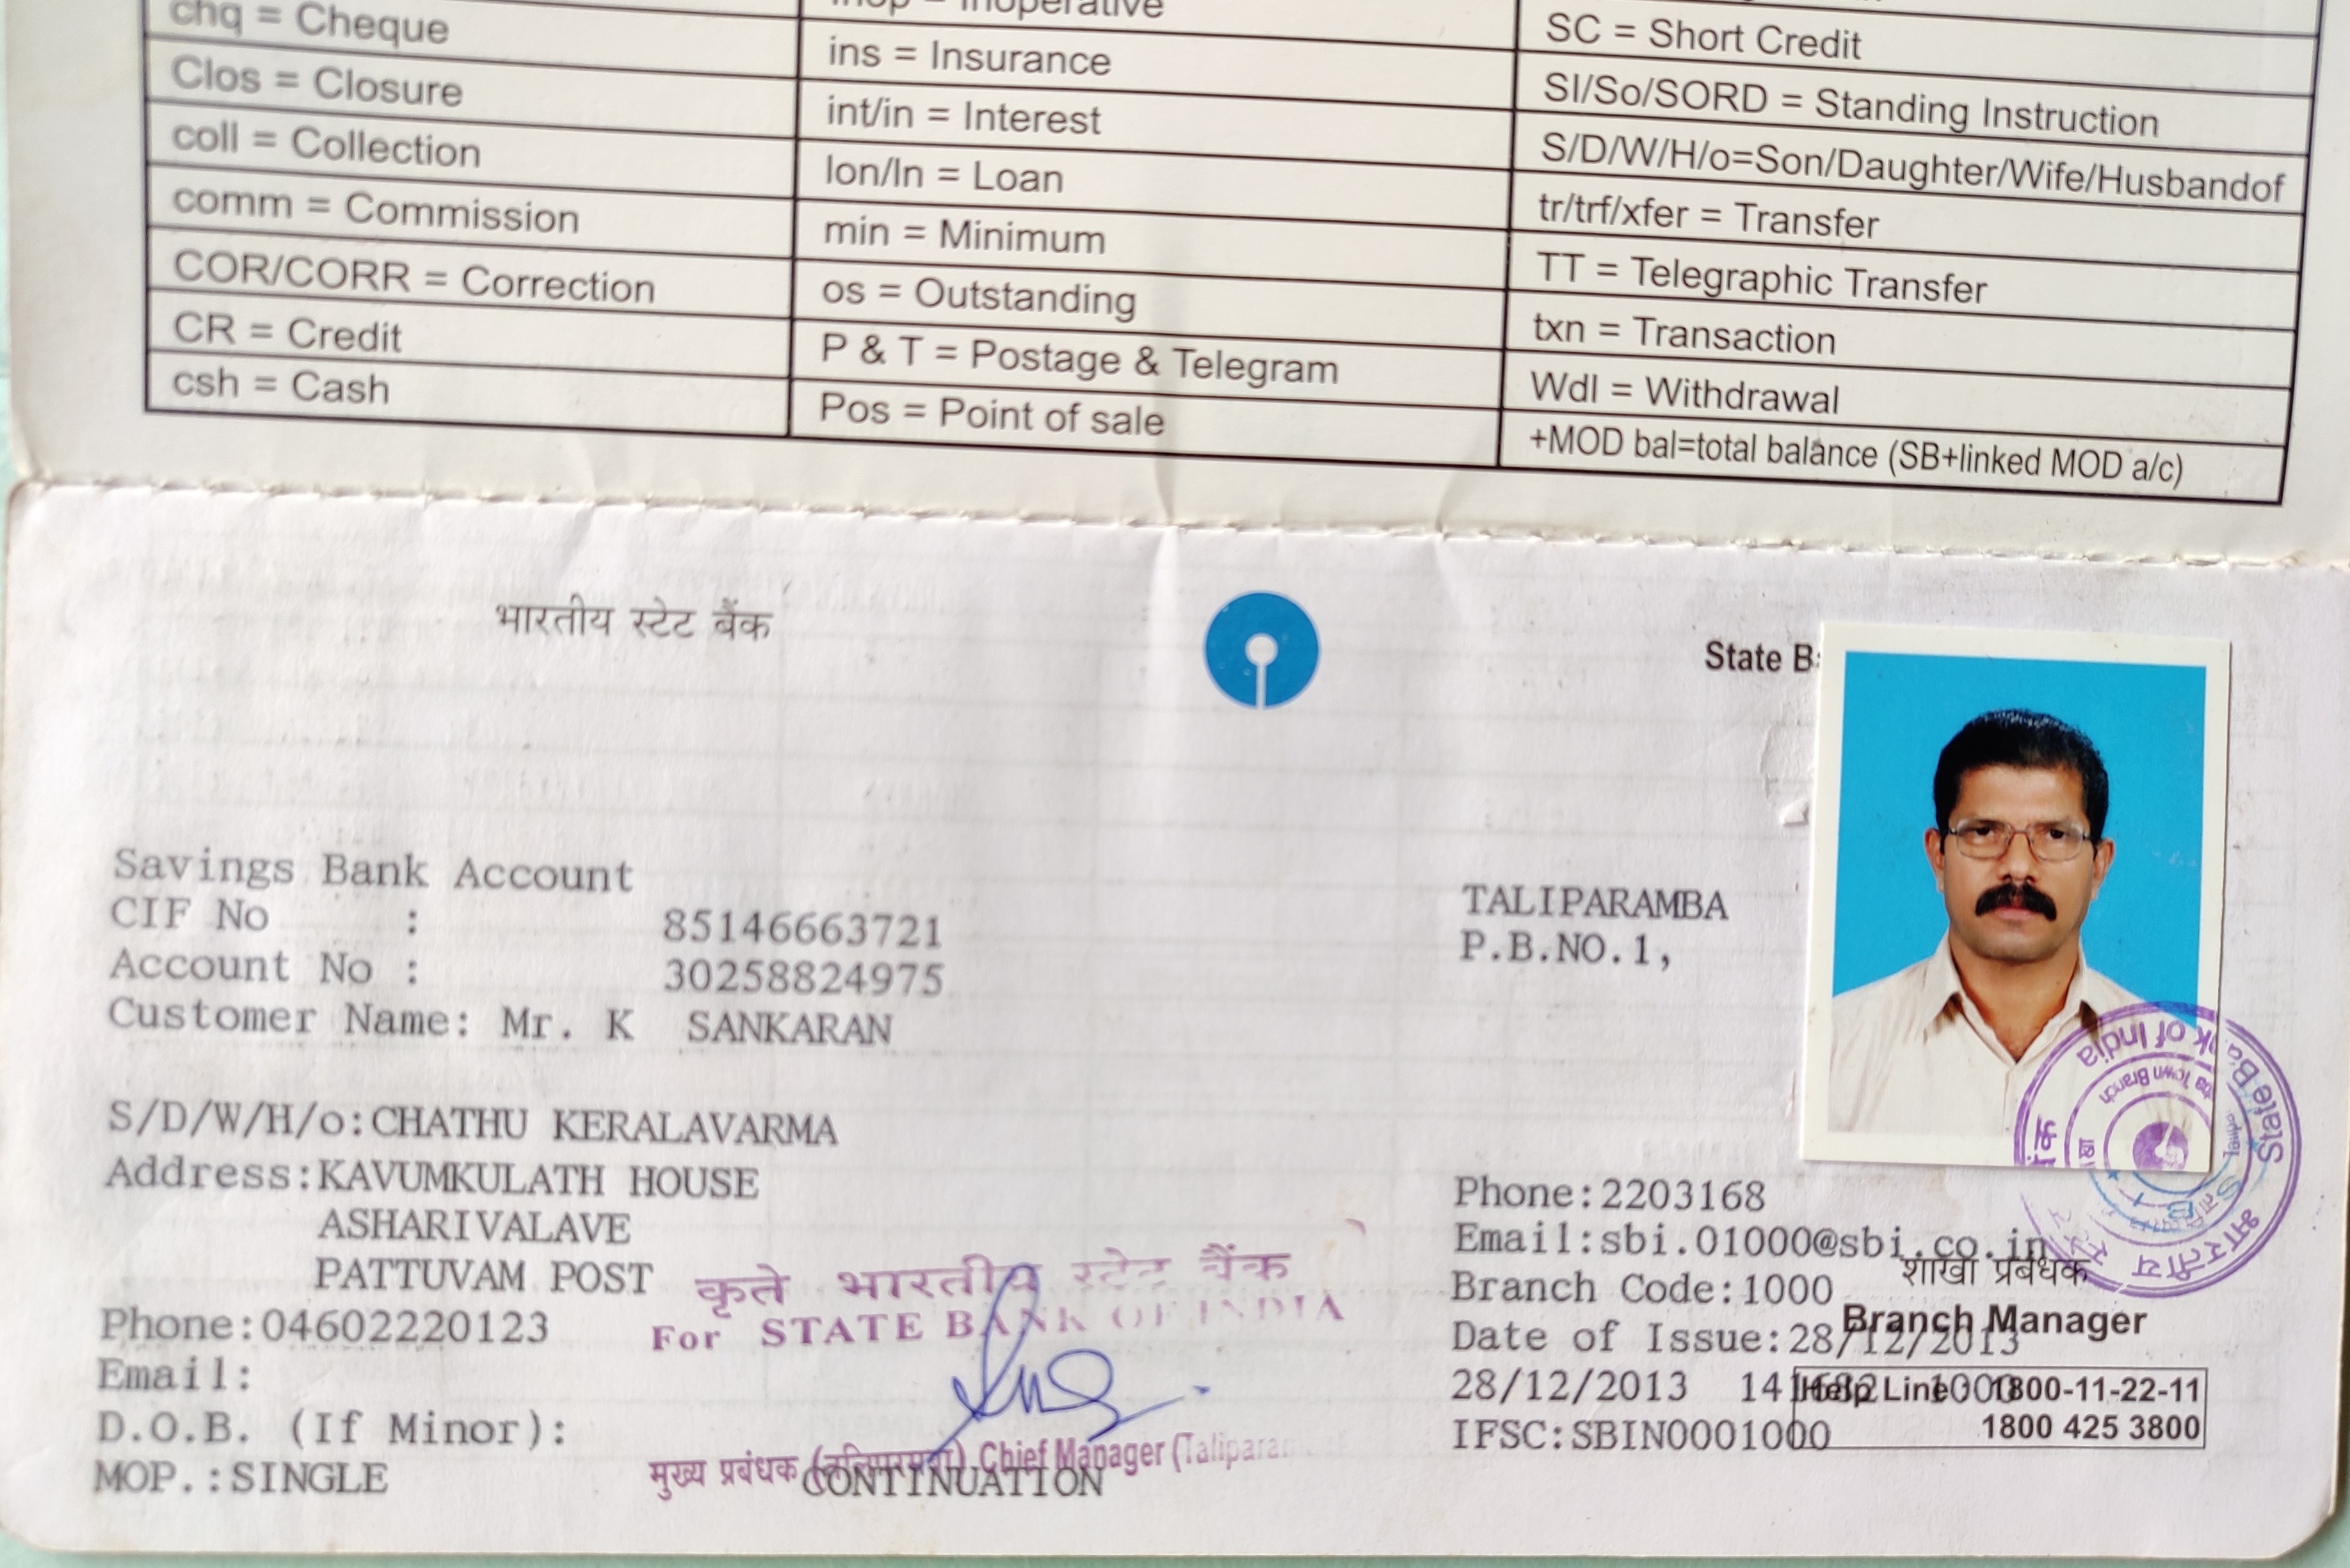 chq = Cheque
Clos = Closure
coll = Collection
comm = Commission
COR/CORR = Correction
CR = Credit
csh = Cash
inop = Inoperative
ins = Insurance
int/in = Interest
lon/ln = Loan
min = Minimum
os = Outstanding
P & T = Postage & Telegram
Pos = Point of sale
SC = Short Credit
SI/So/SORD = Standing Instruction
S/D/W/H/o=Son/Daughter/Wife/Husbandof
tr/trf/xfer = Transfer
TT = Telegraphic Transfer
txn = Transaction
Wdl = Withdrawal
+MOD bal=total balance (SB+linked MOD a/c)
भारतीय स्टेट बैंक
State B
Savings Bank Account
CIF No : 85146663721
Account No : 30258824975
Customer Name: Mr. K SANKARAN
S/D/W/H/o:CHATHU KERALAVARMA
Address:KAVUMKULATH HOUSE
ASHARIVALAVE
PATTUVAM POST
Phone:04602220123
Email:
D.O.B. (If Minor):
MOP.:SINGLE
कृते भारतीय स्टेट बैंक
For STATE BANK OF INDIA
मुख्य प्रबंधक Chief Manager
CONTINUATION
TALIPARAMBA
P.B.NO.1,
Phone:2203168
Email:sbi.01000@sbi.co.in
Branch Code:1000
Date of Issue:28/12/2013
28/12/2013 1000
IFSC:SBIN0001000
शाखा प्रबंधक
Branch Manager
Help Line : 1800-11-22-11
1800 425 3800
State Bank of India
Town Branch
भारतीय